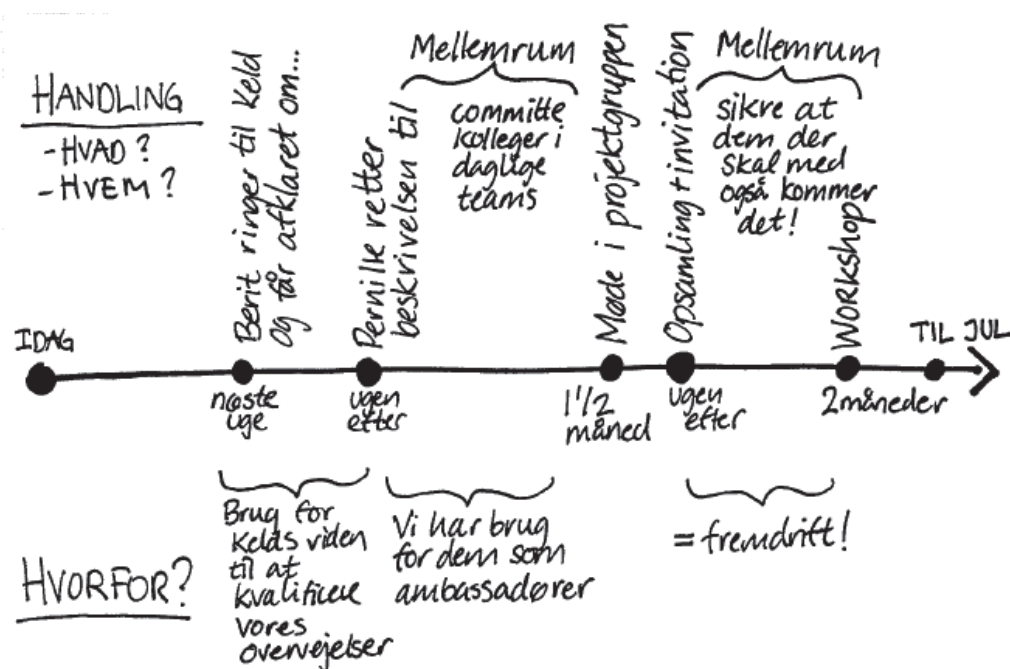 HANDLING
-HVAD?
-HVEM?
Berit ringer til Keld
og får afklaret om...
Pernille retter
beskrivelsen til
Mellemrum
committe
kolleger i
daglige
teams
Møde i projektgruppen
Opsamling + invitation
Mellemrum
sikre at
dem der
skal med
også kommer
det!
WORKSHOP
IDAG
TIL JUL
næste
uge
ugen
efter
1 1/2
måned
ugen
efter
2 måneder
HVORFOR?
Brug for
Kelds viden
til at
kvalificere
vores
overvejelser
Vi har brug
for dem som
ambassadører
= fremdrift!